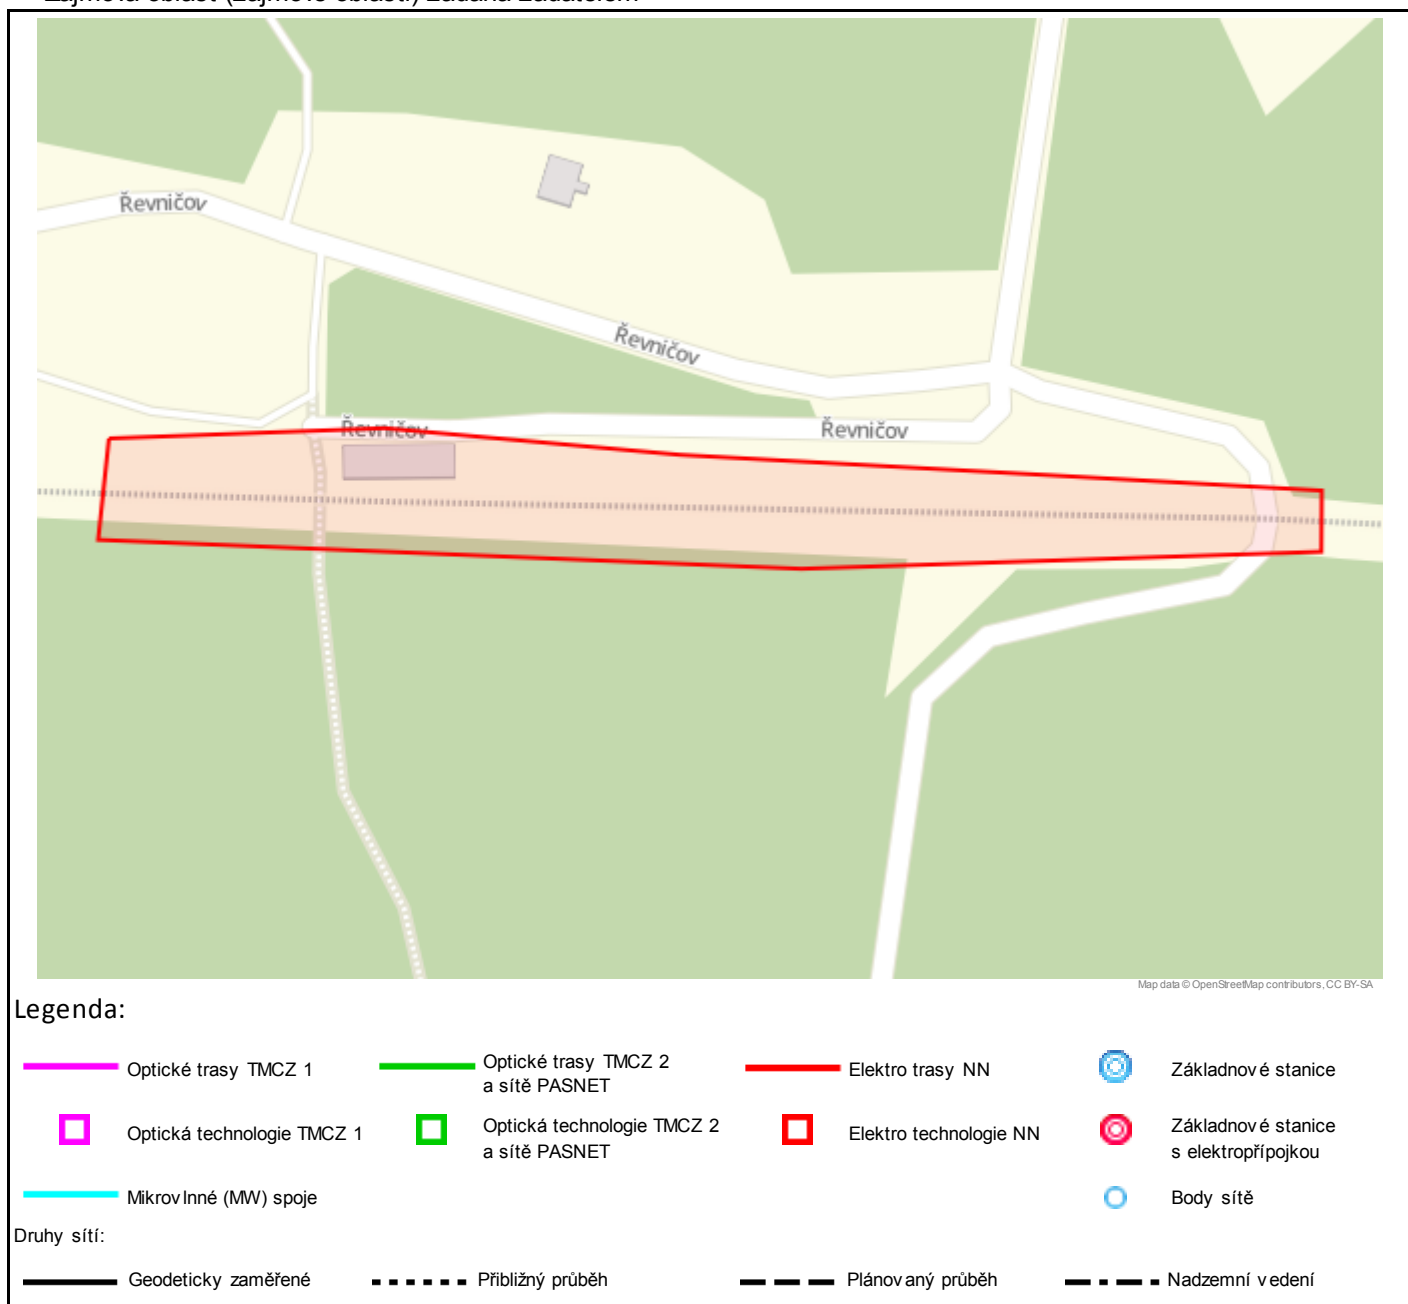 Řevničov
Řevničov
Řevničov
Řevničov
Map data © OpenStreetMap contributors, CC BY-SA
Legenda:
Optické trasy TMCZ 1
Optické trasy TMCZ 2
a sítě PASNET
Elektro trasy NN
Základnové stanice
Optická technologie TMCZ 1
Optická technologie TMCZ 2
a sítě PASNET
Elektro technologie NN
Základnové stanice
s elektropřípojkou
Mikrovlnné (MW) spoje
Body sítě
Druhy sítí:
Geodeticky zaměřené
Přibližný průběh
Plánovaný průběh
Nadzemní vedení